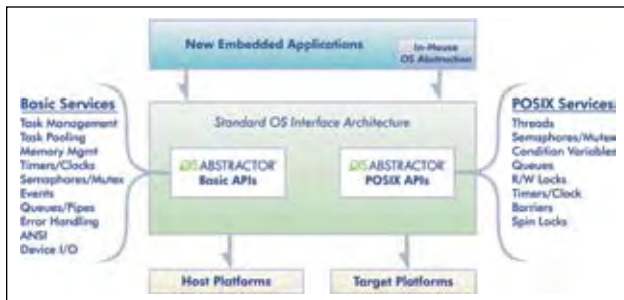 New Embedded Applications
In-House
OS Abstraction
Basic Services
Task Management
Task Pooling
Memory Mgmt
Timers/Clocks
Semaphores/Mutex
Events
Queues/Pipes
Error Handling
ANSI
Device I/O
Standard OS Interface Architecture
OS ABSTRACTOR
Basic APIs
OS ABSTRACTOR
POSIX APIs
POSIX Services
Threads
Semaphores/Mutex
Condition Variables
Queues
R/W Locks
Timers/Clock
Barriers
Spin Locks
Host Platforms
Target Platforms